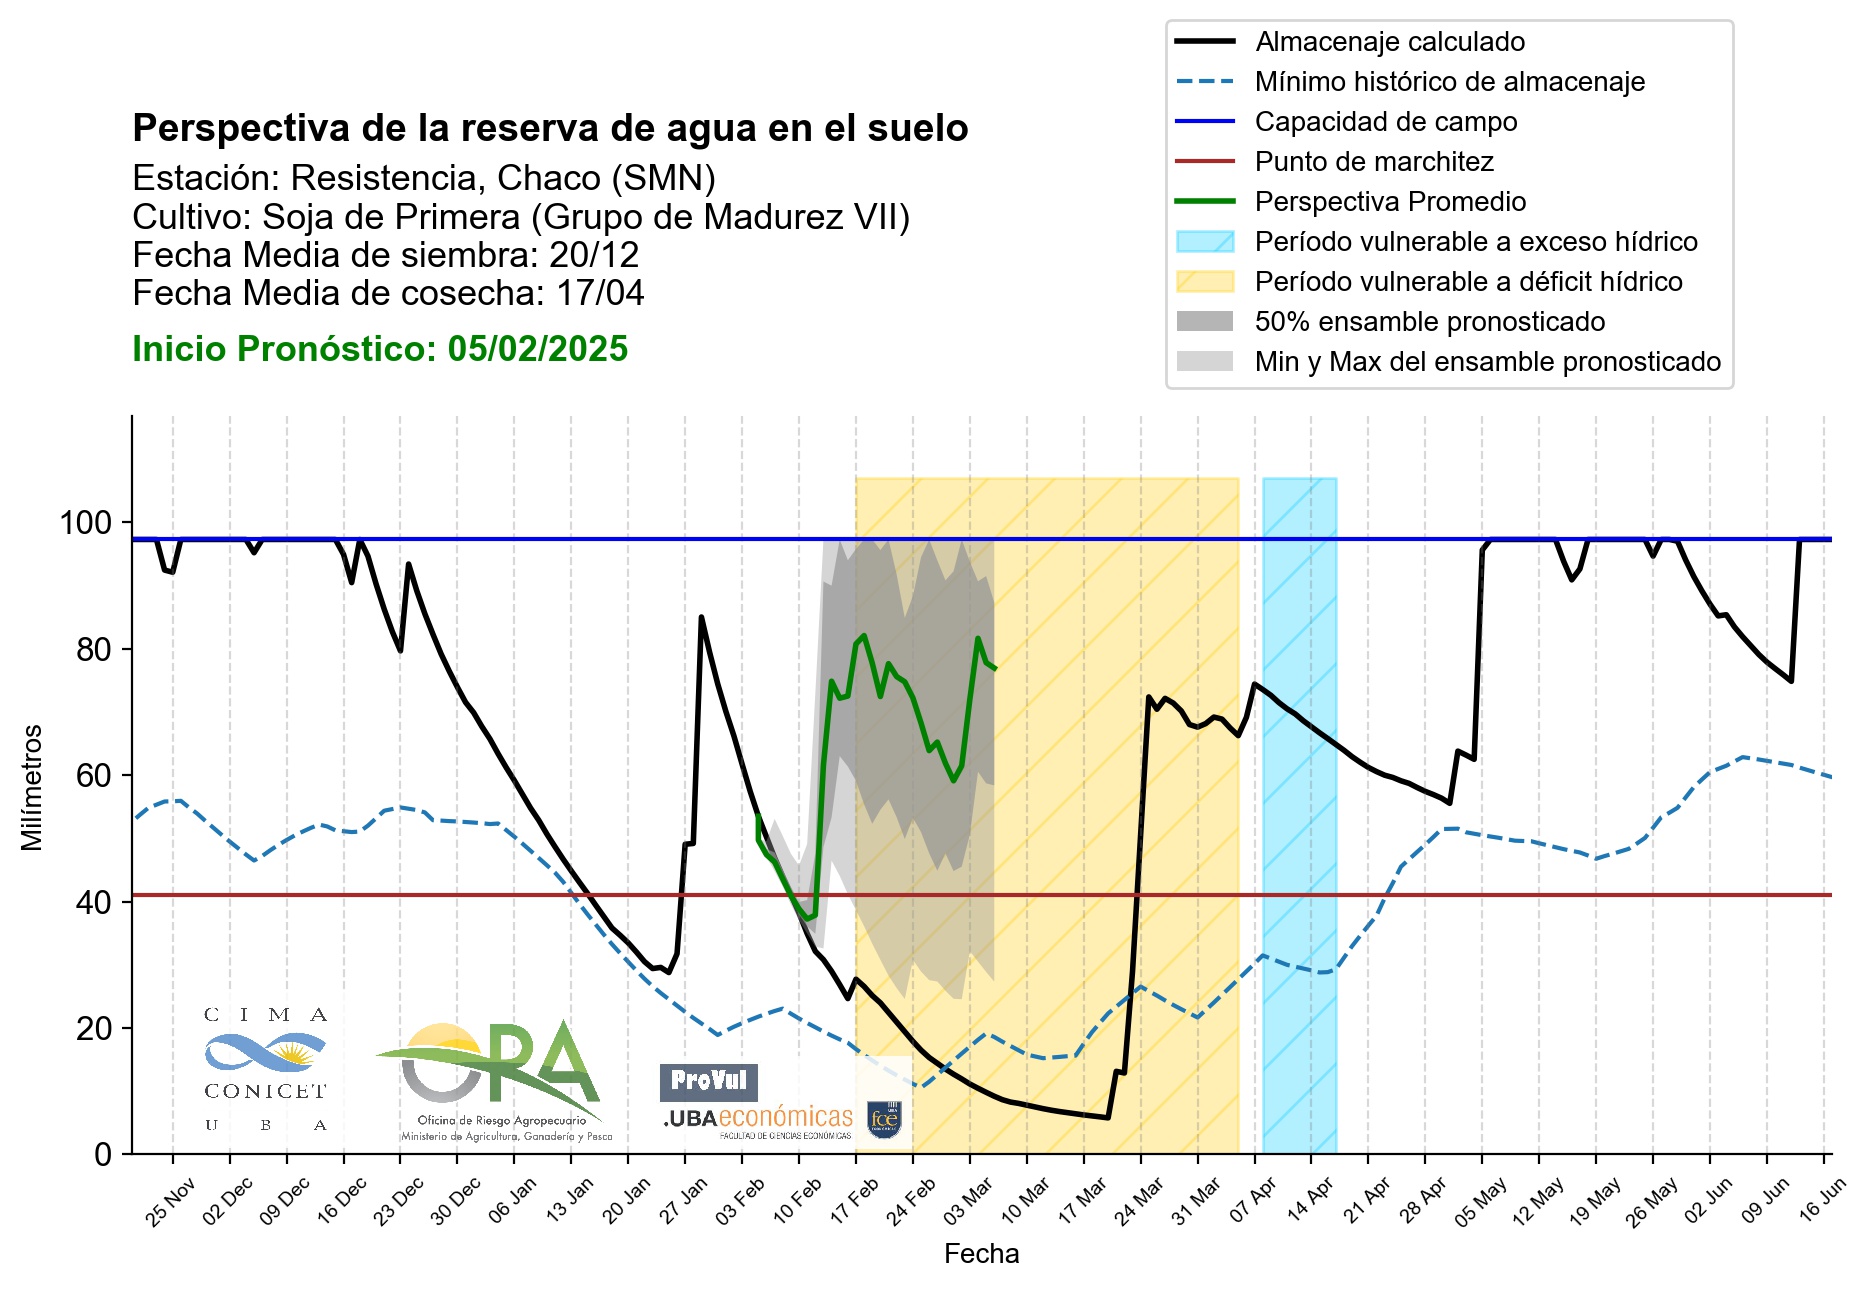 Almacenaje calculado
Mínimo histórico de almacenaje
Capacidad de campo
Punto de marchitez
Perspectiva Promedio
Período vulnerable a exceso hídrico
Período vulnerable a déficit hídrico
50% ensamble pronosticado
Min y Max del ensamble pronosticado
Perspectiva de la reserva de agua en el suelo
Estación: Resistencia, Chaco (SMN)
Cultivo: Soja de Primera (Grupo de Madurez VII)
Fecha Media de siembra: 20/12
Fecha Media de cosecha: 17/04
Inicio Pronóstico: 05/02/2025
Milímetros
100
80
60
40
20
0
CIMA
CONICET
UBA
ORA
Oficina de Riesgo Agropecuario
Ministerio de Agricultura, Ganadería y Pesca
ProVul
.UBAeconómicas
FACULTAD DE CIENCIAS ECONÓMICAS
UBA
fce
ECONÓMICAS
25 Nov
02 Dec
09 Dec
16 Dec
23 Dec
30 Dec
06 Jan
13 Jan
20 Jan
27 Jan
03 Feb
10 Feb
17 Feb
24 Feb
03 Mar
10 Mar
17 Mar
24 Mar
31 Mar
07 Apr
14 Apr
21 Apr
28 Apr
05 May
12 May
19 May
26 May
02 Jun
09 Jun
16 Jun
Fecha